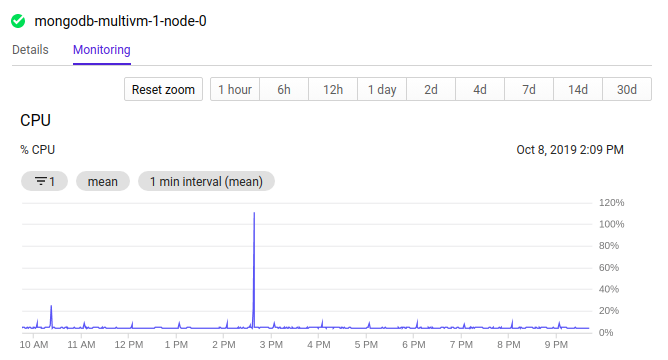 mongodb-multivm-1-node-0
Details Monitoring
Reset zoom 1 hour 6h 12h 1 day 2d 4d 7d 14d 30d
CPU
% CPU Oct 8, 2019 2:09 PM
1 mean 1 min interval (mean)
120%
100%
80%
60%
40%
20%
0%
10 AM 11 AM 12 PM 1 PM 2 PM 3 PM 4 PM 5 PM 6 PM 7 PM 8 PM 9 PM